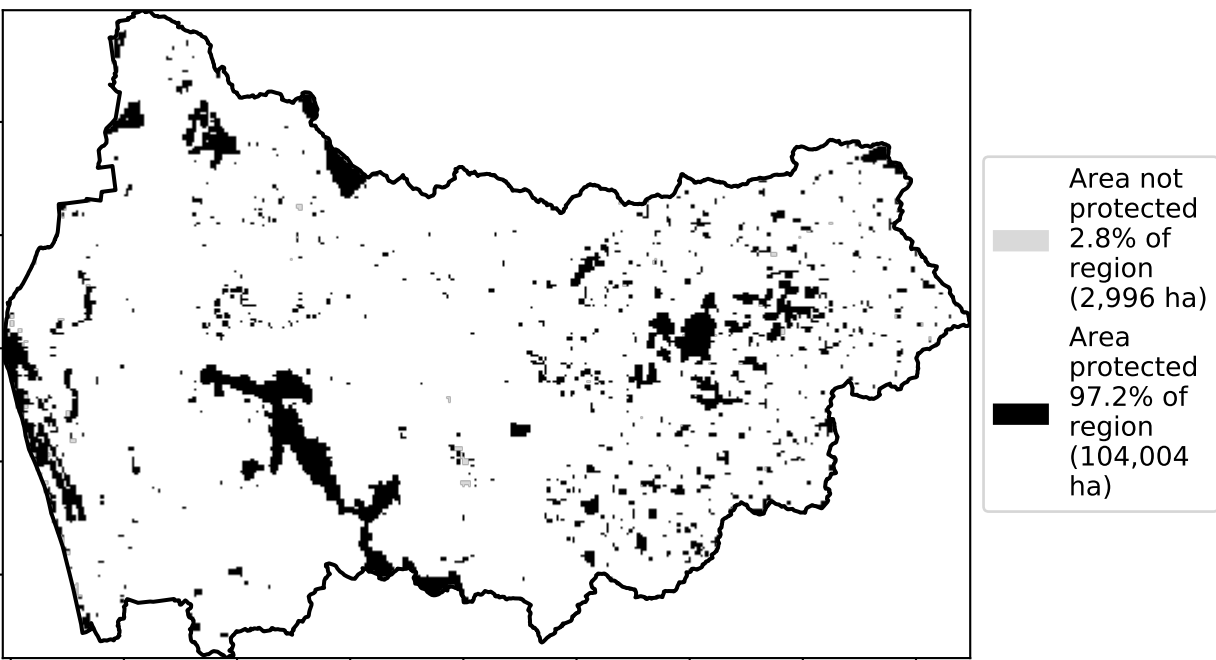 Area not
protected
2.8% of
region
(2,996 ha)
Area
protected
97.2% of
region
(104,004
ha)